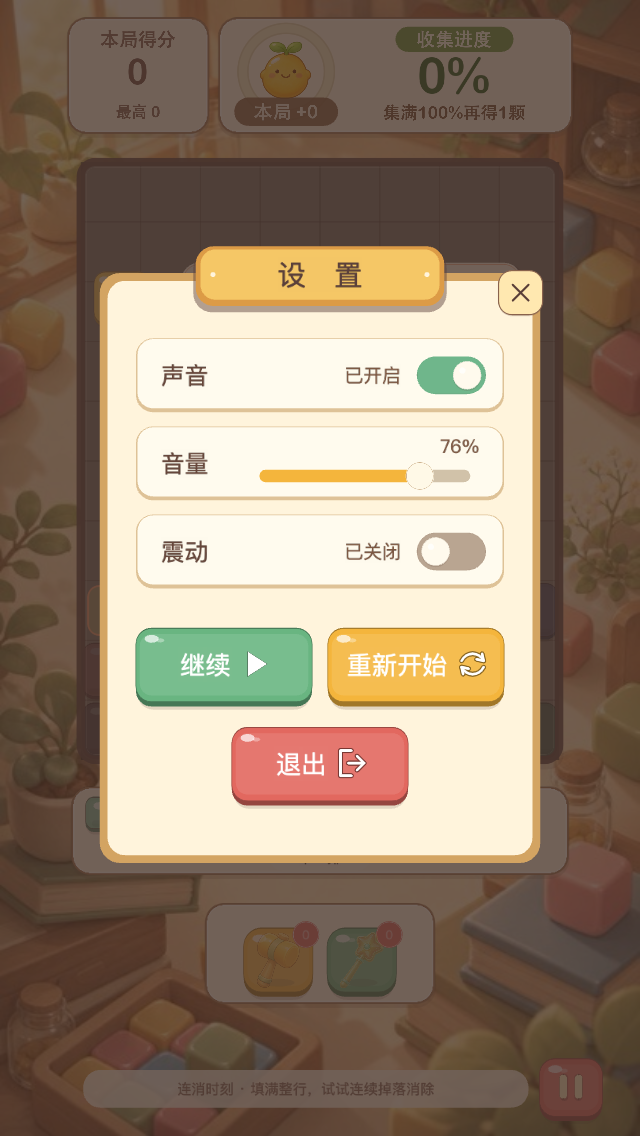 本局得分
0
最高 0
本局 +0
收集进度
0%
集满100%再得1颗
设 置
声音
已开启
音量
76%
震动
已关闭
继续
重新开始
退出
0
0
连消时刻 · 填满整行，试试连续掉落消除